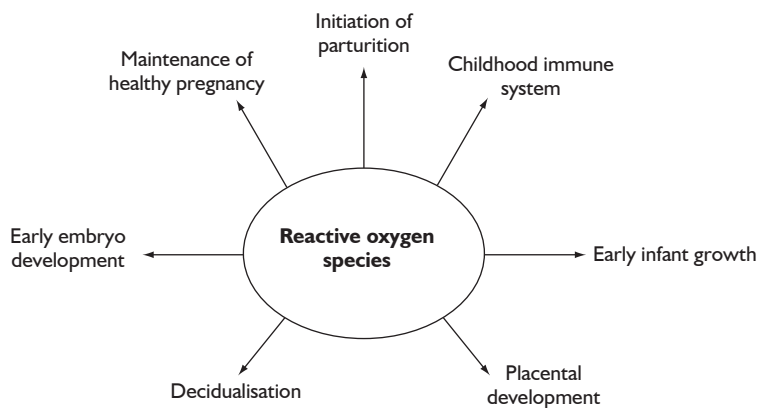 Initiation of
parturition
Maintenance of
healthy pregnancy
Childhood immune
system
Early embryo
development
Reactive oxygen
species
Early infant growth
Decidualisation
Placental
development